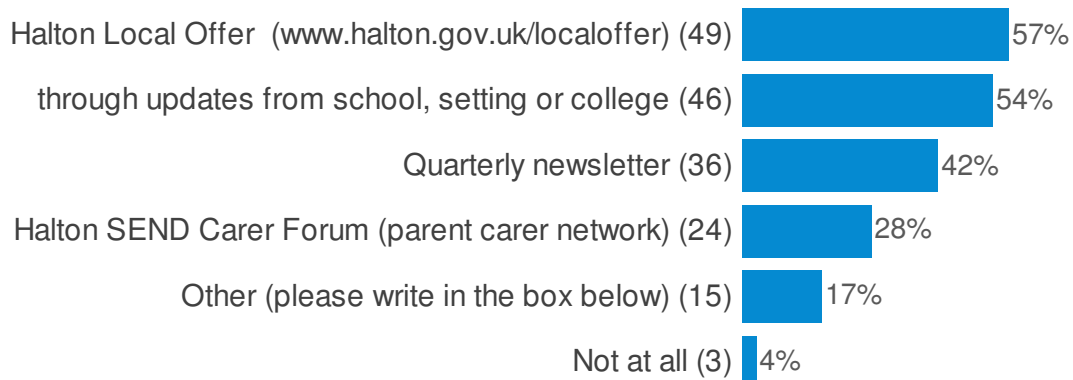 Halton Local Offer  (www.halton.gov.uk/localoffer) (49) 57%
through updates from school, setting or college (46) 54%
Quarterly newsletter (36) 42%
Halton SEND Carer Forum (parent carer network) (24) 28%
Other (please write in the box below) (15) 17%
Not at all (3) 4%